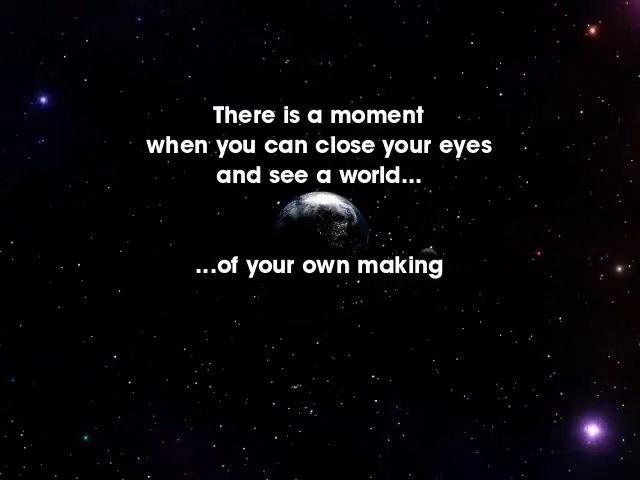 There is a moment
when you can close your eyes
and see a world...
...of your own making